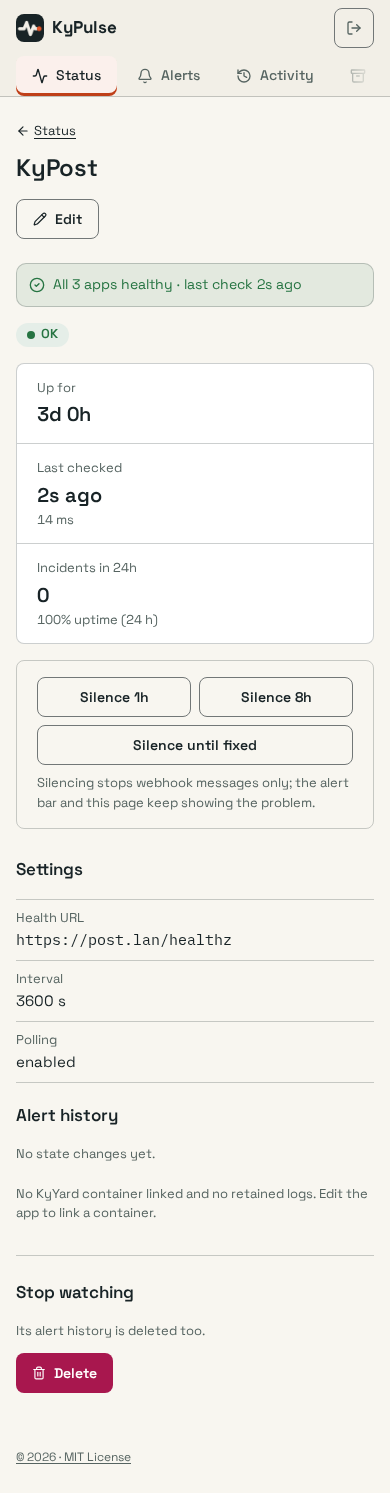 KyPulse
Status
Alerts
Activity
Status
KyPost
Edit
All 3 apps healthy · last check 2s ago
OK
Up for
3d 0h
Last checked
2s ago
14 ms
Incidents in 24h
0
100% uptime (24 h)
Silence 1h
Silence 8h
Silence until fixed
Silencing stops webhook messages only; the alert
bar and this page keep showing the problem.
Settings
Health URL
https://post.lan/healthz
Interval
3600 s
Polling
enabled
Alert history
No state changes yet.
No KyYard container linked and no retained logs. Edit the
app to link a container.
Stop watching
Its alert history is deleted too.
Delete
© 2026 · MIT License